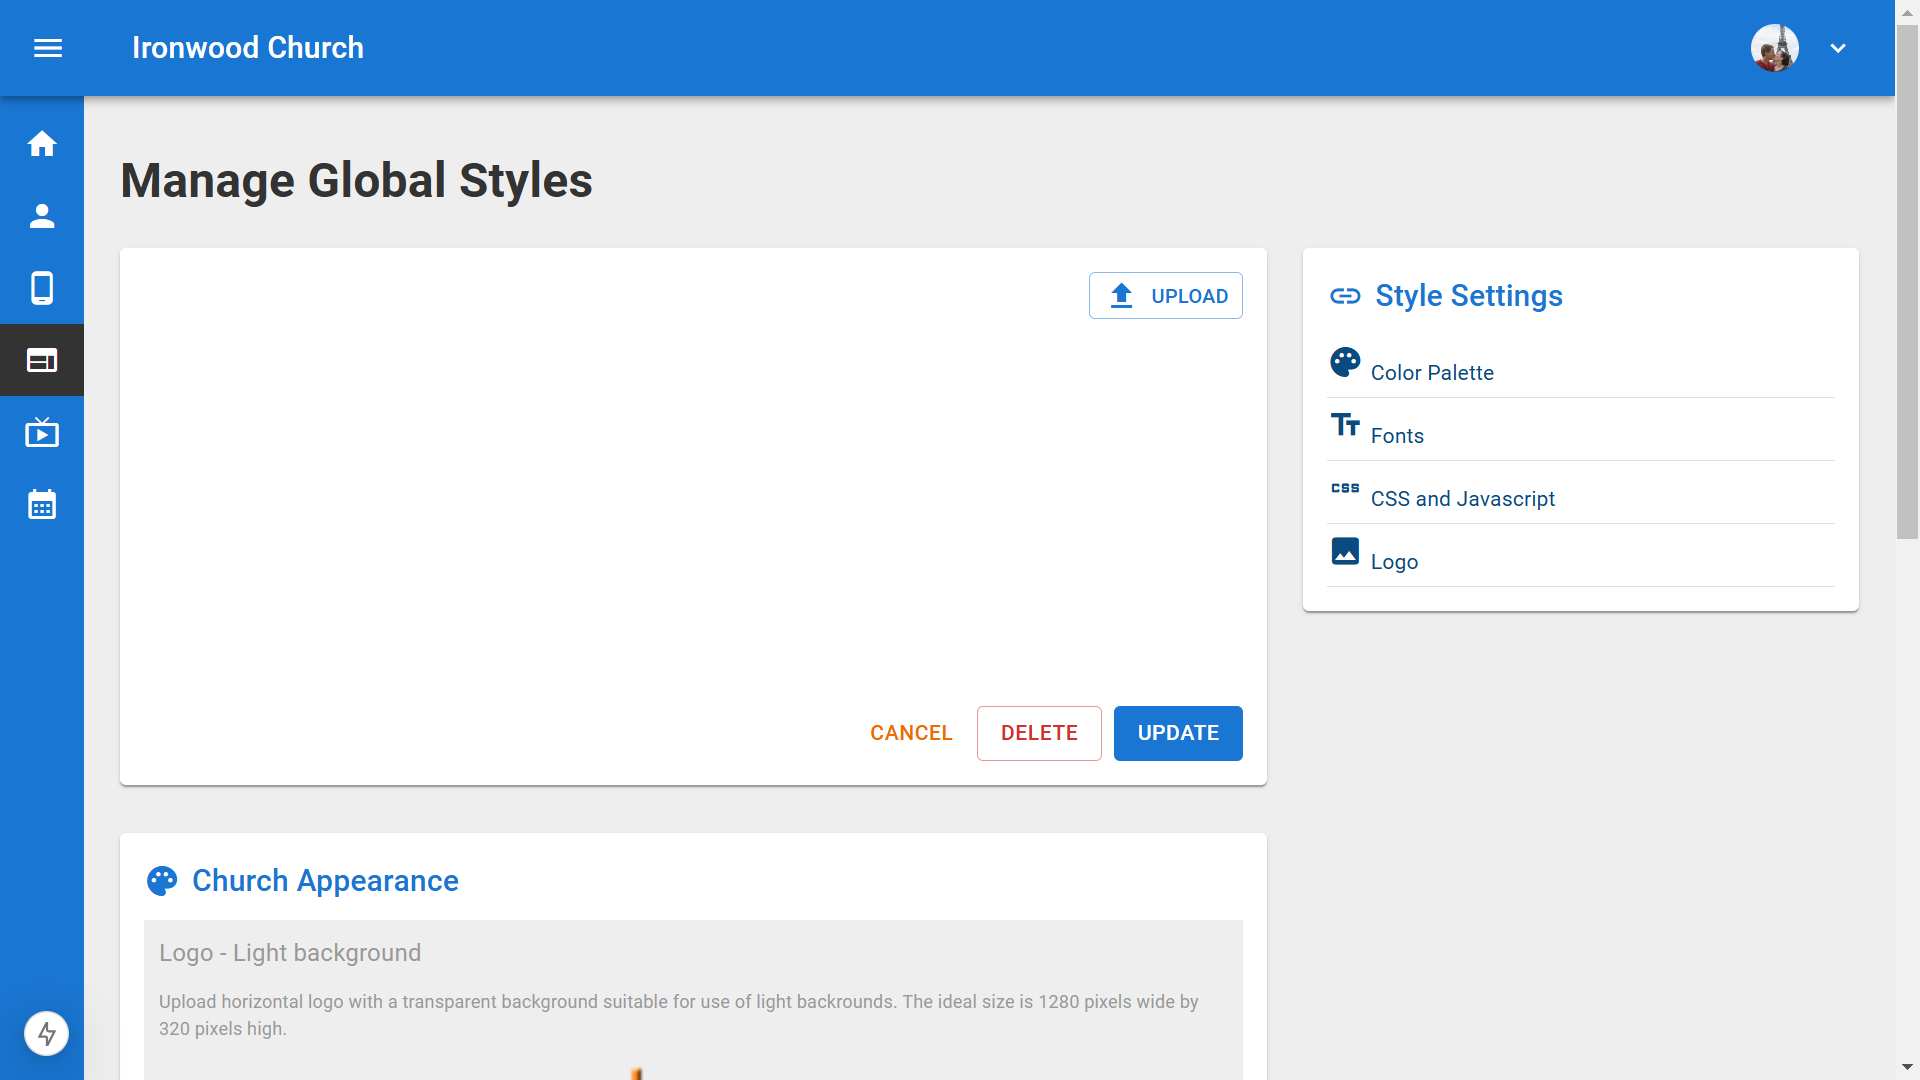 Ironwood Church
Manage Global Styles
UPLOAD
CANCEL
DELETE
UPDATE
Style Settings
Color Palette
Fonts
CSS
CSS and Javascript
Logo
Church Appearance
Logo - Light background
Upload horizontal logo with a transparent background suitable for use of light backrounds. The ideal size is 1280 pixels wide by
320 pixels high.